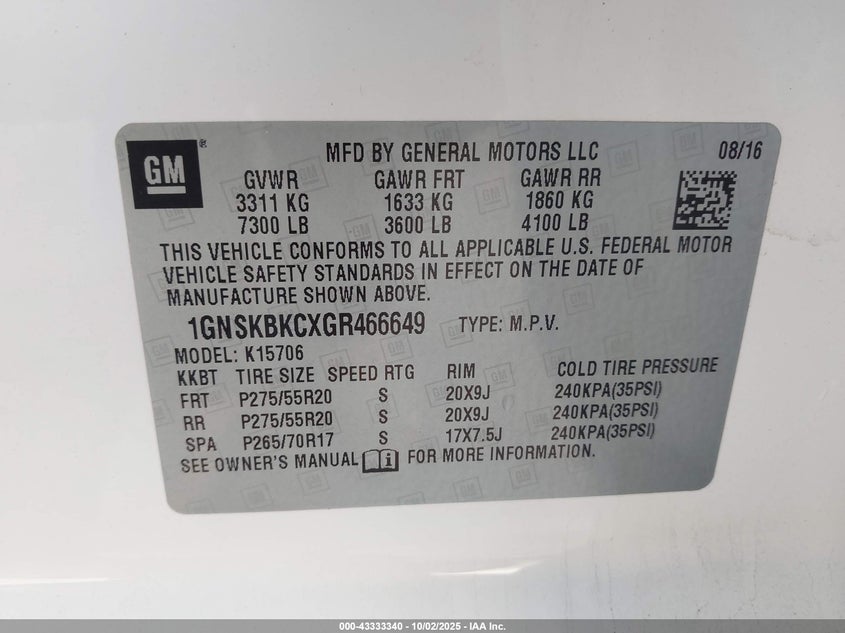 GM ® MFD BY GENERAL MOTORS LLC 08/16
GVWR GAWR FRT GAWR RR
3311 KG 1633 KG 1860 KG
7300 LB 3600 LB 4100 LB
THIS VEHICLE CONFORMS TO ALL APPLICABLE U.S. FEDERAL MOTOR
VEHICLE SAFETY STANDARDS IN EFFECT ON THE DATE OF
MANUFACTURE SHOWN ABOVE.
1GNSKBKCXGR466649 TYPE: M.P.V.
MODEL: K15706
KKBT TIRE SIZE SPEED RTG RIM COLD TIRE PRESSURE
FRT P275/55R20 S 20X9J 240KPA(35PSI)
RR P275/55R20 S 20X9J 240KPA(35PSI)
SPA P265/70R17 S 17X7.5J 240KPA(35PSI)
SEE OWNER'S MANUAL FOR MORE INFORMATION.
000-43333340 - 10/02/2025 - IAA Inc.